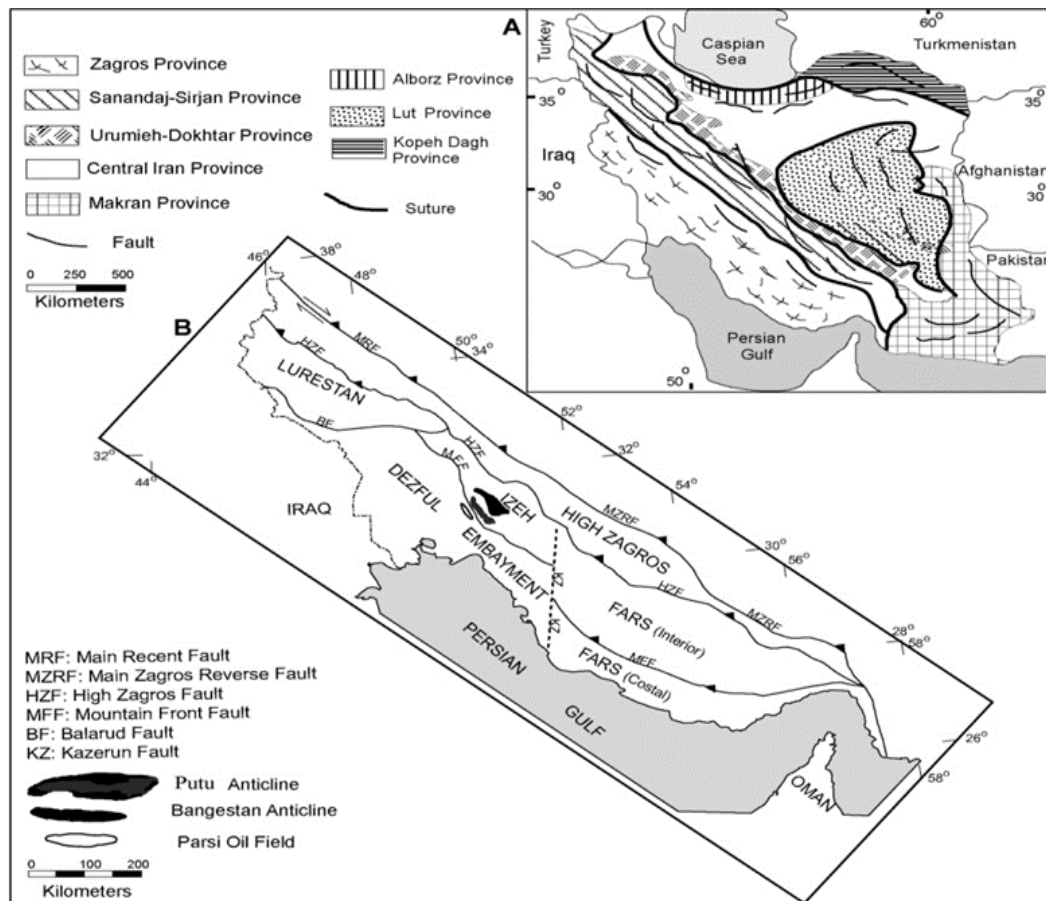 A
Zagros Province
Sanandaj-Sirjan Province
Urumieh-Dokhtar Province
Central Iran Province
Makran Province
Fault
0 250 500
Kilometers
Alborz Province
Lut Province
Kopeh Dagh
Province
Suture
60°
Turkey
Caspian
Sea
Turkmenistan
35°
35°
Iraq
Afghanistan
30°
30°
Pakistan
Persian
Gulf
50°
B
46°
38°
48°
MRF
50°
34°
HZF
LURESTAN
BF
52°
32°
32°
44°
HZF
MFF
DEZFUL
IZEH
54°
IRAQ
HIGH ZAGROS
MZRF
EMBAYMENT
30°
56°
KZ
HZF
KZ
FARS (Interior)
MZRF
28°
58°
PERSIAN
MFF
FARS (Costal)
GULF
26°
58°
OMAN
MRF: Main Recent Fault
MZRF: Main Zagros Reverse Fault
HZF: High Zagros Fault
MFF: Mountain Front Fault
BF: Balarud Fault
KZ: Kazerun Fault
Putu Anticline
Bangestan Anticline
Parsi Oil Field
0 100 200
Kilometers